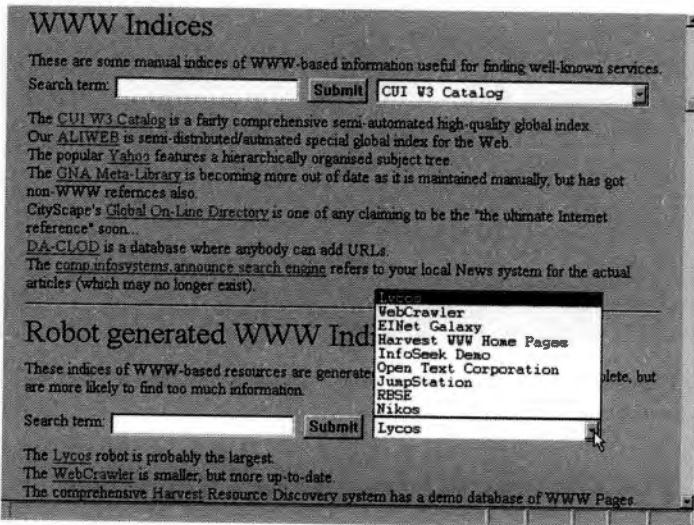 WWW Indices
These are some manual indices of WWW-based information useful for finding well-known services.
Search term: Submit CUI W3 Catalog
The CUI W3 Catalog is a fairly comprehensive semi-automated high-quality global index.
Our ALIWEB is semi-distributed/autmated special global index for the Web.
The popular Yahoo features a hierarchically organised subject tree.
The GNA Meta-Library is becoming more out of date as it is maintained manually, but has got
non-WWW refernces also.
CityScape's Global On-Line Directory is one of any claiming to be the "the ultimate Internet
reference" soon...
DA-CLOD is a database where anybody can add URLs.
The comp.infosystems.announce search engine refers to your local News system for the actual
articles (which may no longer exist).
Lycos
WebCrawler
EINet Galaxy
Harvest WWW Home Pages
InfoSeek Demo
Open Text Corporation
JumpStation
RBSE
Nikos
Robot generated WWW Indi
These indices of WWW-based resources are generate plete, but
are more likely to find too much information.
Search term: Submit Lycos
The Lycos robot is probably the largest.
The WebCrawler is smaller, but more up-to-date.
The comprehensive Harvest Resource Discovery system has a demo database of WWW Pages.